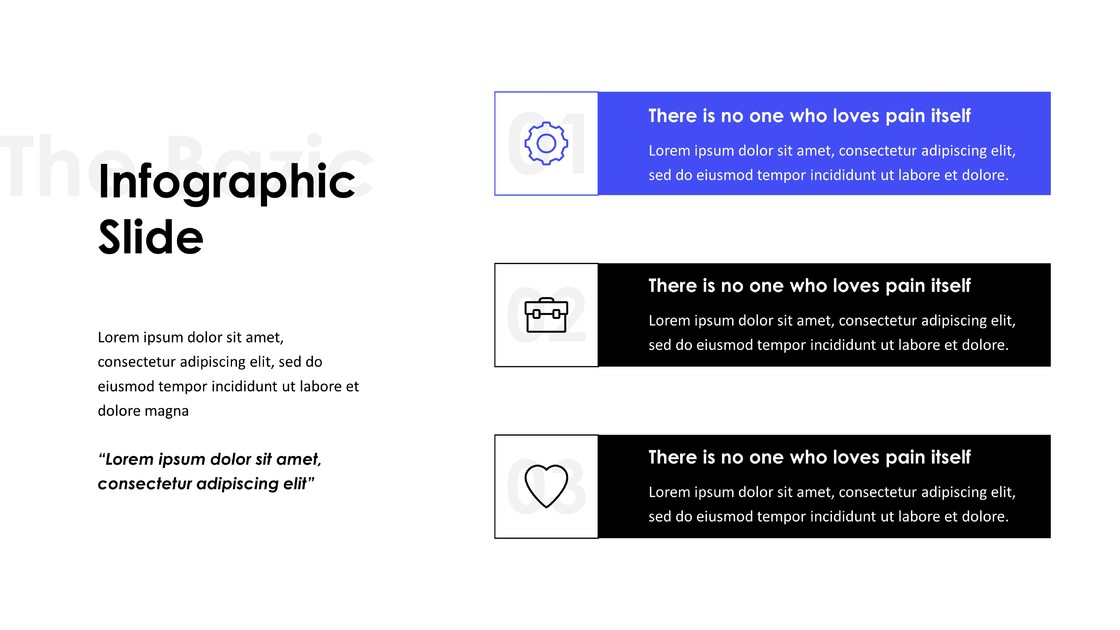 The Bazic
Infographic
Slide
Lorem ipsum dolor sit amet,
consectetur adipiscing elit, sed do
eiusmod tempor incididunt ut labore et
dolore magna
“Lorem ipsum dolor sit amet,
consectetur adipiscing elit”
01
There is no one who loves pain itself
Lorem ipsum dolor sit amet, consectetur adipiscing elit,
sed do eiusmod tempor incididunt ut labore et dolore.
02
There is no one who loves pain itself
Lorem ipsum dolor sit amet, consectetur adipiscing elit,
sed do eiusmod tempor incididunt ut labore et dolore.
03
There is no one who loves pain itself
Lorem ipsum dolor sit amet, consectetur adipiscing elit,
sed do eiusmod tempor incididunt ut labore et dolore.